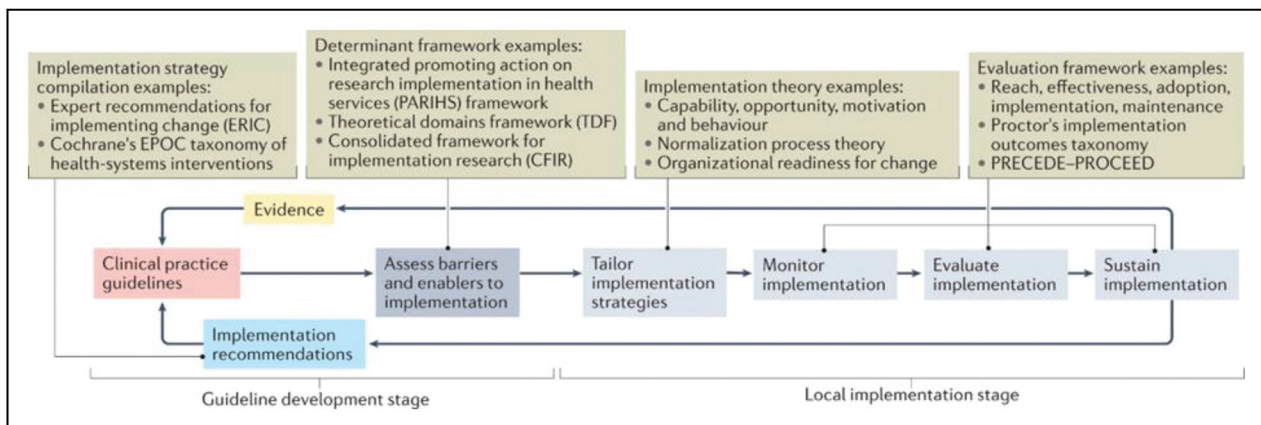 Implementation strategy
compilation examples:
• Expert recommendations for
implementing change (ERIC)
• Cochrane's EPOC taxonomy of
health-systems interventions
Determinant framework examples:
• Integrated promoting action on
research implementation in health
services (PARIHS) framework
• Theoretical domains framework (TDF)
• Consolidated framework for
implementation research (CFIR)
Implementation theory examples:
• Capability, opportunity, motivation
and behaviour
• Normalization process theory
• Organizational readiness for change
Evaluation framework examples:
• Reach, effectiveness, adoption,
implementation, maintenance
• Proctor's implementation
outcomes taxonomy
• PRECEDE–PROCEED
Evidence
Clinical practice
guidelines
Assess barriers
and enablers to
implementation
Tailor
implementation
strategies
Monitor
implementation
Evaluate
implementation
Sustain
implementation
Implementation
recommendations
Guideline development stage
Local implementation stage